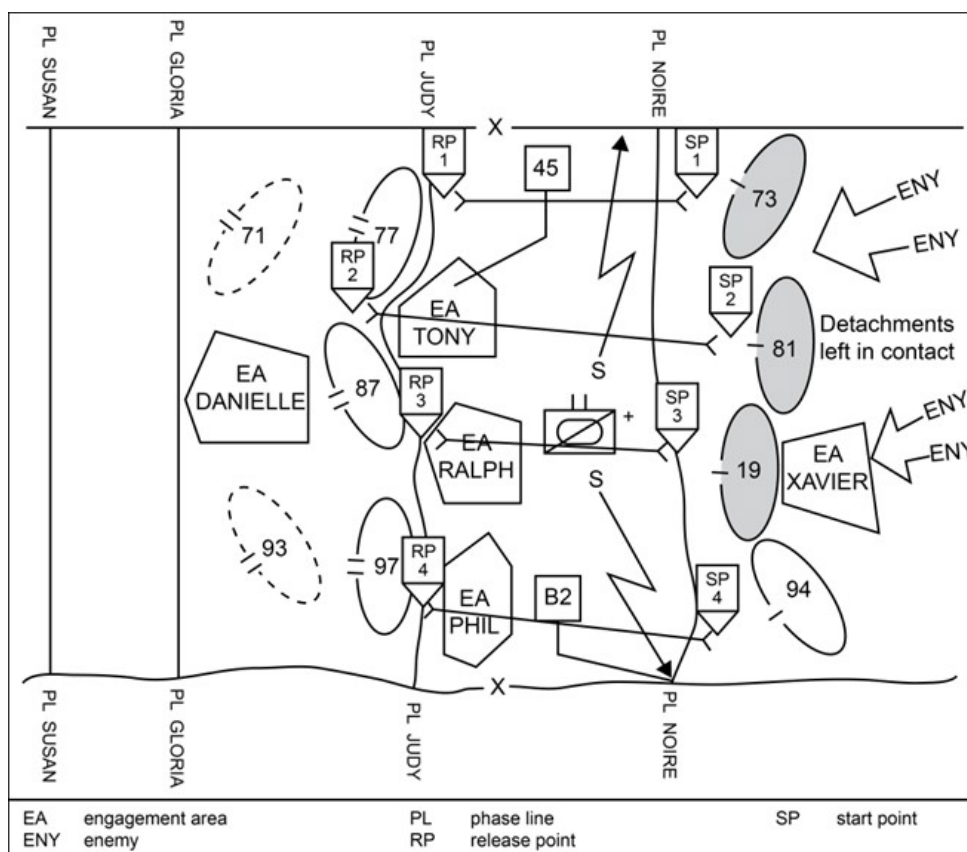 PL SUSAN
PL GLORIA
PL JUDY
PL NOIRE
X
RP
1
45
SP
1
73
ENY
ENY
71
77
RP
2
SP
2
EA
TONY
81
Detachments
left in contact
EA
DANIELLE
87
RP
3
S
+
SP
3
EA
RALPH
19
EA
XAVIER
ENY
ENY
S
93
97
RP
4
EA
PHIL
B2
SP
4
94
X
PL SUSAN
PL GLORIA
PL JUDY
PL NOIRE
EA engagement area PL phase line SP start point
ENY enemy RP release point